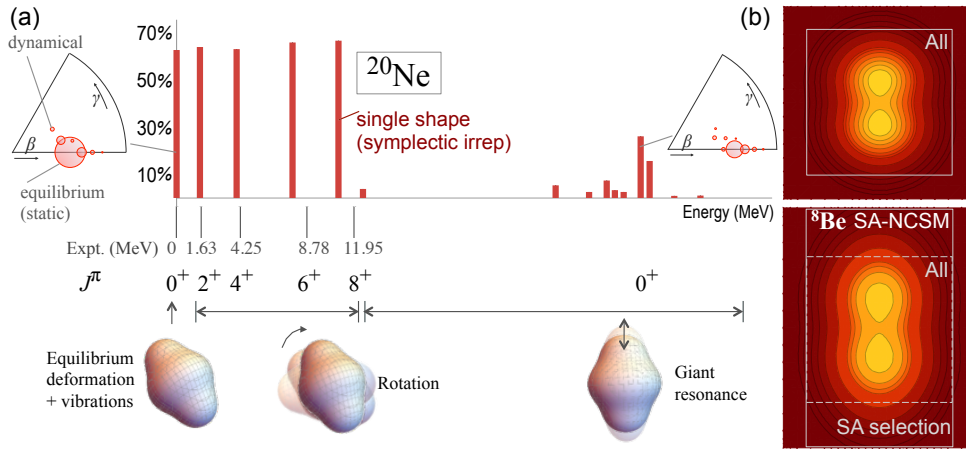 (a)
dynamical
γ
β
equilibrium
(static)
70%
50%
30%
10%
²⁰Ne
single shape
(symplectic irrep)
γ
β
Energy (MeV)
Expt. (MeV) 0 1.63 4.25 8.78 11.95
Jπ 0⁺ 2⁺ 4⁺ 6⁺ 8⁺ 0⁺
Equilibrium
deformation
+ vibrations
Rotation
Giant
resonance
(b)
All
⁸Be SA-NCSM
All
SA selection